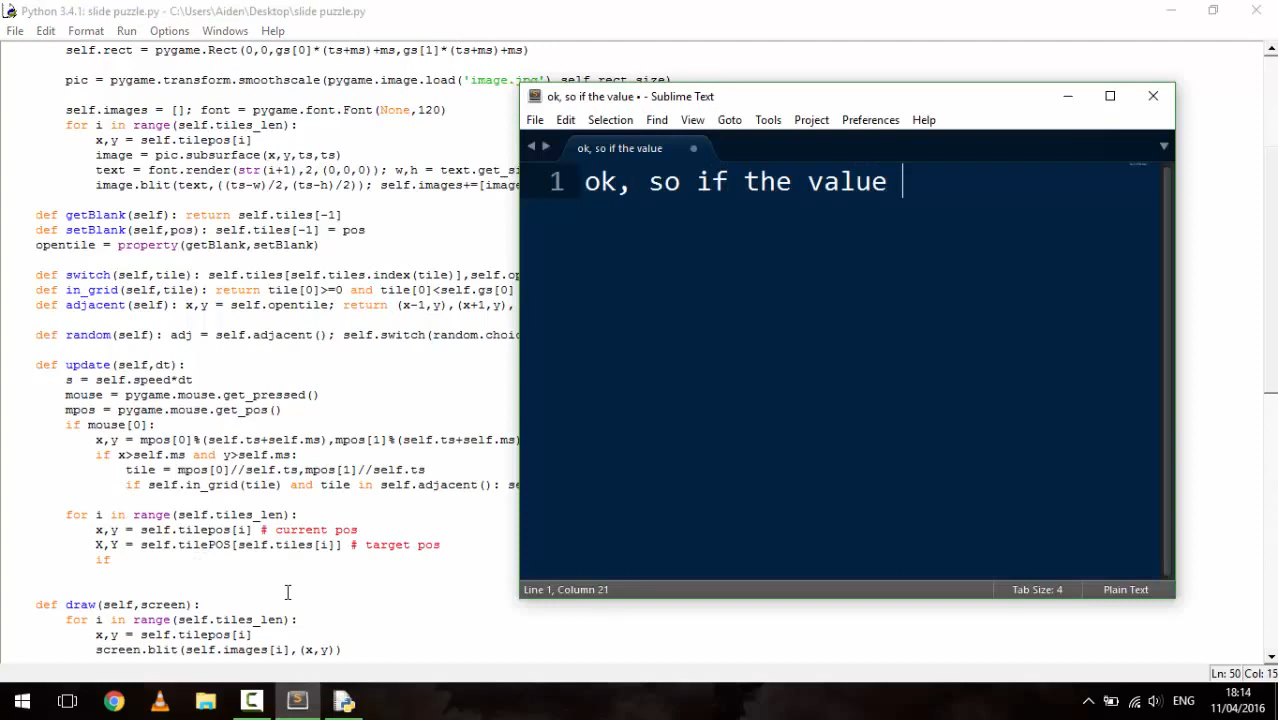 Python 3.4.1: slide puzzle.py - C:\Users\Aiden\Desktop\slide puzzle.py
File Edit Format Run Options Windows Help
self.rect = pygame.Rect(0,0,gs[0]*(ts+ms)+ms,gs[1]*(ts+ms)+ms)
pic = pygame.transform.smoothscale(pygame.image.load('image.jpg'),self.rect.size)
self.images = []; font = pygame.font.Font(None,120)
for i in range(self.tiles_len):
x,y = self.tilepos[i]
image = pic.subsurface(x,y,ts,ts)
text = font.render(str(i+1),2,(0,0,0)); w,h = text.get_si
image.blit(text,((ts-w)/2,(ts-h)/2)); self.images+=[image
def getBlank(self): return self.tiles[-1]
def setBlank(self,pos): self.tiles[-1] = pos
opentile = property(getBlank,setBlank)
def switch(self,tile): self.tiles[self.tiles.index(tile)],self.op
def in_grid(self,tile): return tile[0]>=0 and tile[0]<self.gs[0]
def adjacent(self): x,y = self.opentile; return (x-1,y),(x+1,y),
def random(self): adj = self.adjacent(); self.switch(random.choic
def update(self,dt):
s = self.speed*dt
mouse = pygame.mouse.get_pressed()
mpos = pygame.mouse.get_pos()
if mouse[0]:
x,y = mpos[0]%(self.ts+self.ms),mpos[1]%(self.ts+self.ms)
if x>self.ms and y>self.ms:
tile = mpos[0]//self.ts,mpos[1]//self.ts
if self.in_grid(tile) and tile in self.adjacent(): se
for i in range(self.tiles_len):
x,y = self.tilepos[i] # current pos
X,Y = self.tilePOS[self.tiles[i]] # target pos
if
def draw(self,screen):
for i in range(self.tiles_len):
x,y = self.tilepos[i]
screen.blit(self.images[i],(x,y))
Ln: 50 Col: 15
ok, so if the value • - Sublime Text
File Edit Selection Find View Goto Tools Project Preferences Help
ok, so if the value
1 ok, so if the value
Line 1, Column 21 Tab Size: 4 Plain Text
ENG
18:14
11/04/2016